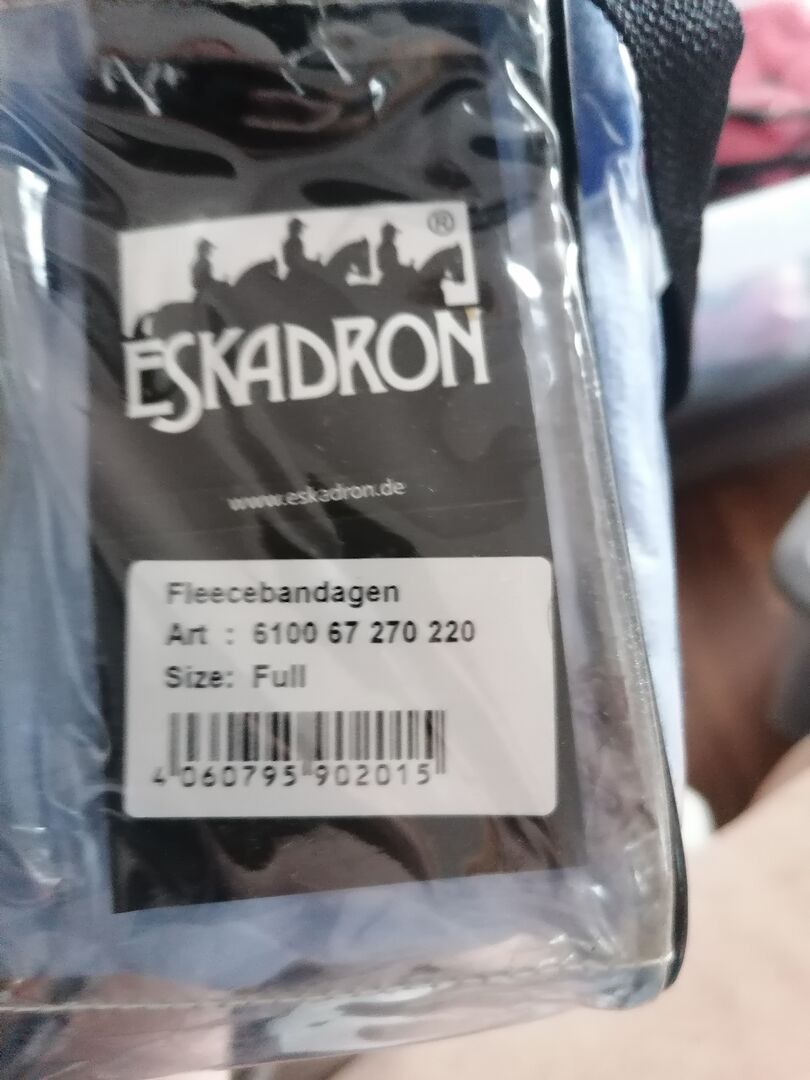 ®
ESKADRON
www.eskadron.de
Fleecebandagen
Art : 6100 67 270 220
Size: Full
4 060795 902015